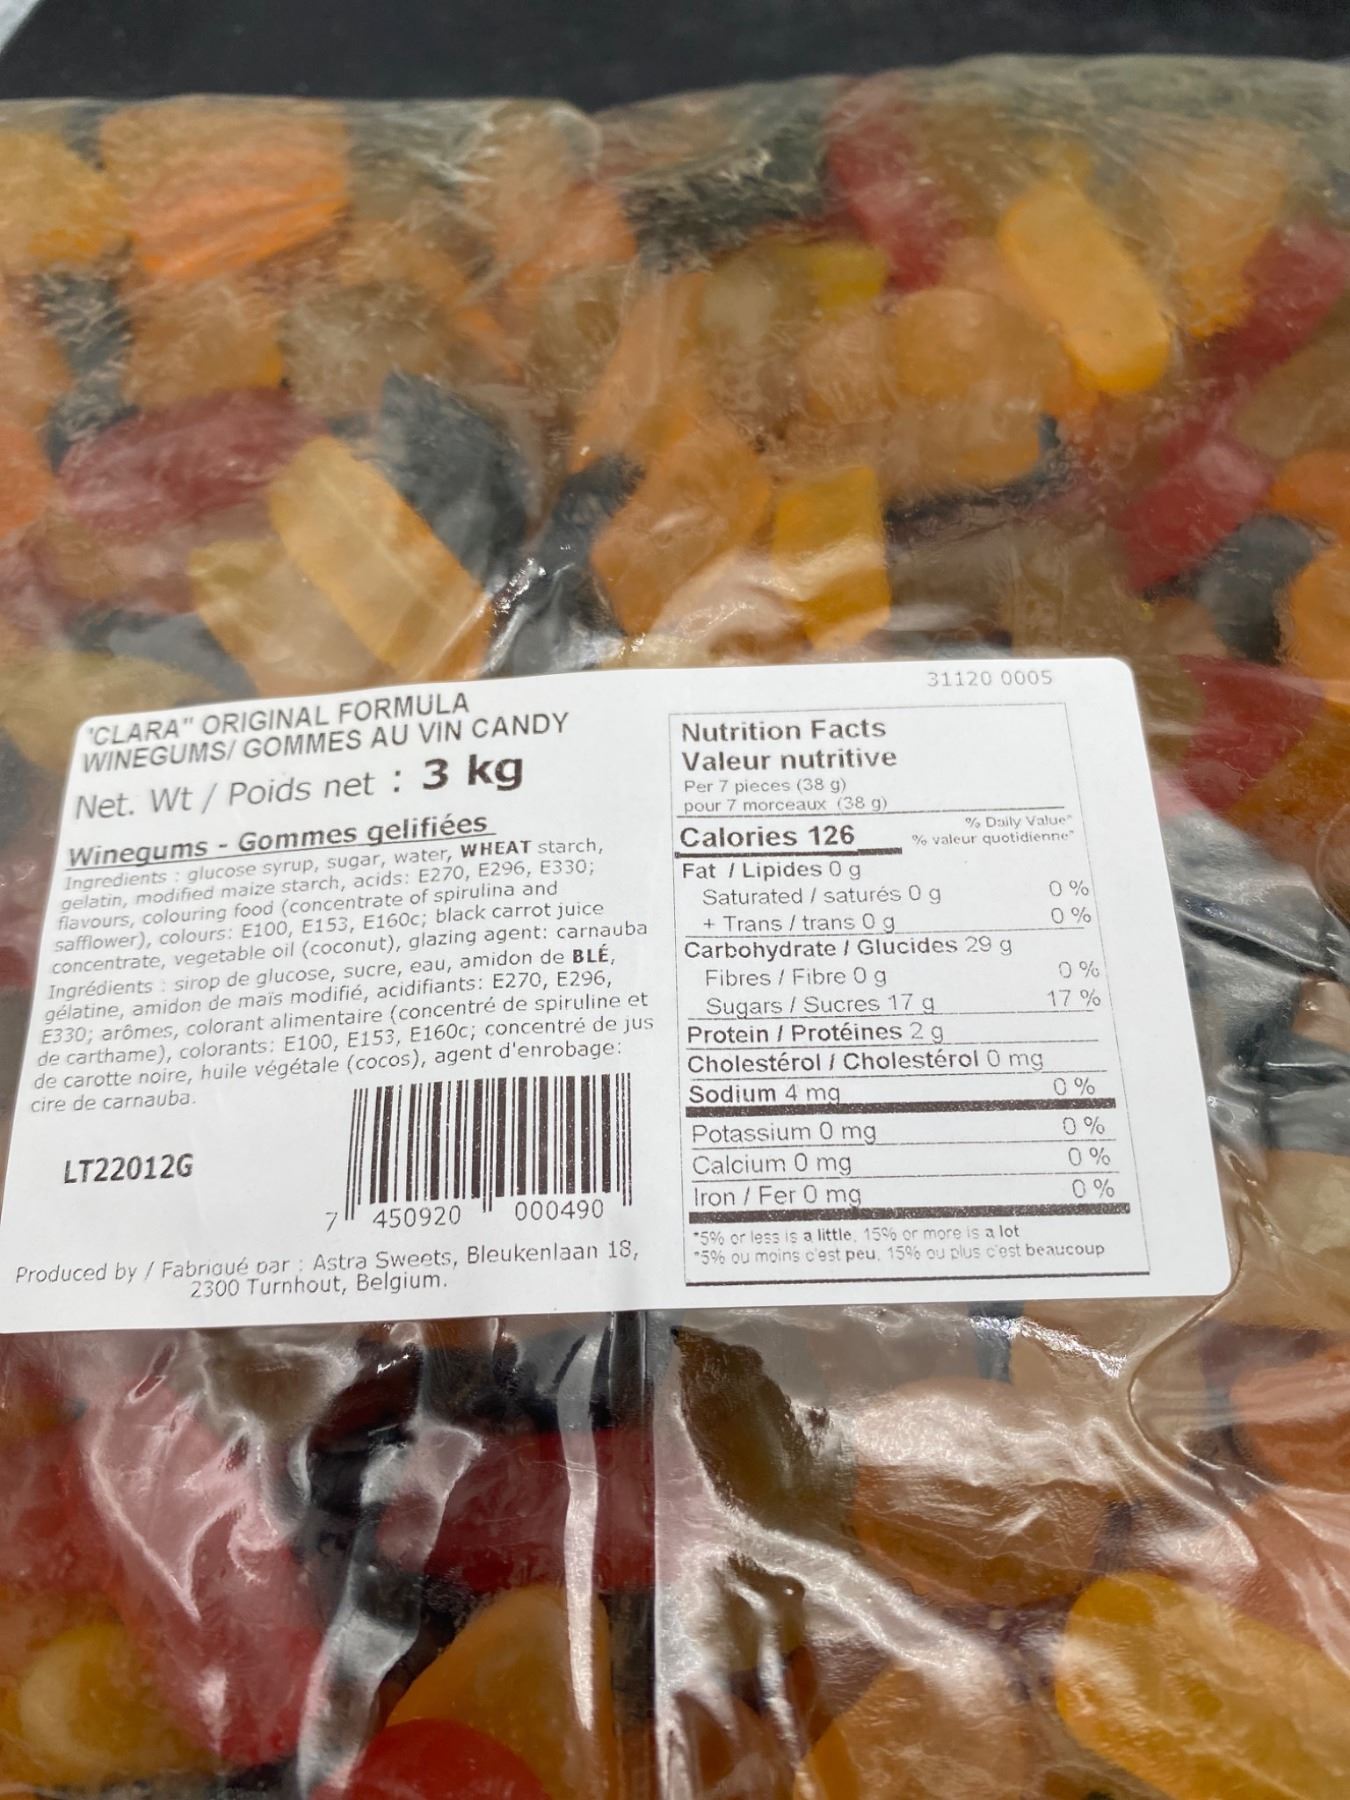 "CLARA" ORIGINAL FORMULA
WINEGUMS/ GOMMES AU VIN CANDY
Net. Wt / Poids net : 3 kg
Winegums - Gommes gelifiées
Ingredients : glucose syrup, sugar, water, WHEAT starch,
gelatin, modified maize starch, acids: E270, E296, E330;
flavours, colouring food (concentrate of spirulina and
safflower), colours: E100, E153, E160c; black carrot juice
concentrate, vegetable oil (coconut), glazing agent: carnauba
Ingrédients : sirop de glucose, sucre, eau, amidon de BLÉ,
gélatine, amidon de maïs modifié, acidifiants: E270, E296,
E330; arômes, colorant alimentaire (concentré de spiruline et
de carthame), colorants: E100, E153, E160c; concentré de jus
de carotte noire, huile végétale (cocos), agent d'enrobage:
cire de carnauba.
LT22012G
7 450920 000490
Produced by / Fabriqué par : Astra Sweets, Bleukenlaan 18,
2300 Turnhout, Belgium.
31120 0005
Nutrition Facts
Valeur nutritive
Per 7 pieces (38 g)
pour 7 morceaux (38 g)
% Daily Value*
Calories 126 % valeur quotidienne*
Fat / Lipides 0 g
Saturated / saturés 0 g 0 %
+ Trans / trans 0 g 0 %
Carbohydrate / Glucides 29 g
Fibres / Fibre 0 g 0 %
Sugars / Sucres 17 g 17 %
Protein / Protéines 2 g
Cholestérol / Cholestérol 0 mg
Sodium 4 mg 0 %
Potassium 0 mg 0 %
Calcium 0 mg 0 %
Iron / Fer 0 mg 0 %
*5% or less is a little, 15% or more is a lot
*5% ou moins c'est peu, 15% ou plus c'est beaucoup